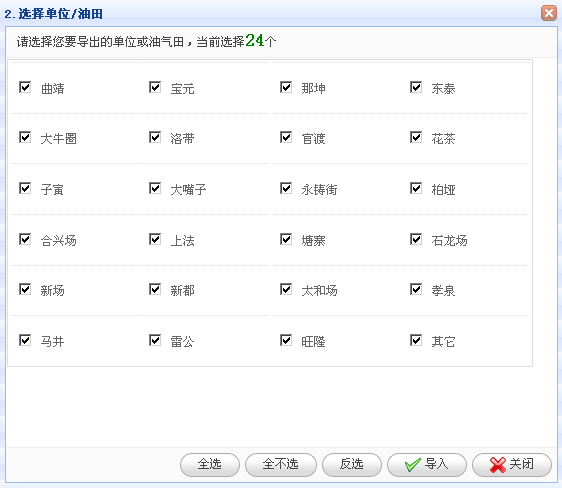 2.选择单位/油田
请选择您要导出的单位或油气田，当前选择24个
曲靖 宝元 那坤 东泰
大牛圈 洛带 官渡 花茶
子寅 大嘴子 永铸街 柏垭
合兴场 上法 塘寨 石龙场
新场 新都 太和场 孝泉
马井 雷公 旺隆 其它
全选 全不选 反选 导入 关闭